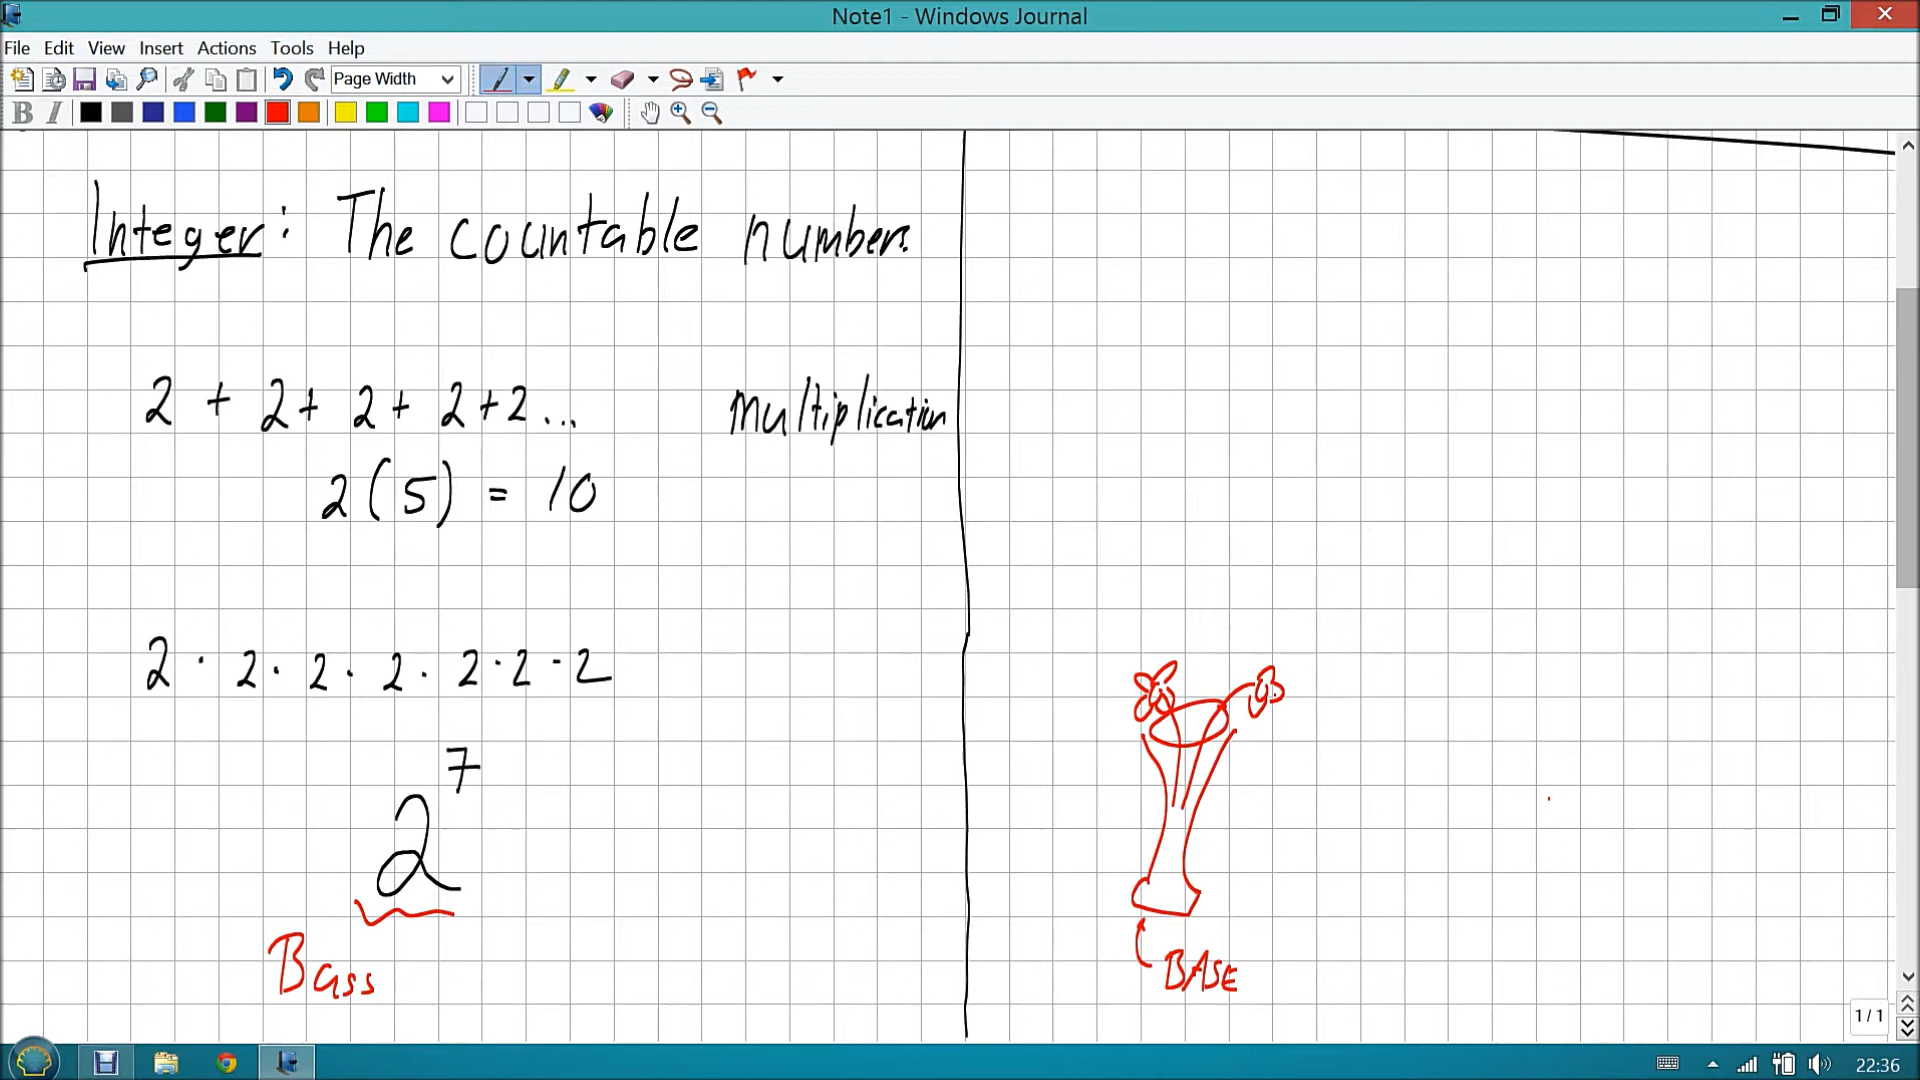 Note1 - Windows Journal
File Edit View Insert Actions Tools Help
Page Width
B I
Integer: The countable numbers
2 + 2 + 2 + 2 + 2 ... multiplication
2 ( 5 ) = 10
2 · 2 · 2 · 2 · 2 · 2 · 2
2⁷
Bass
BASE
1 / 1
22:36